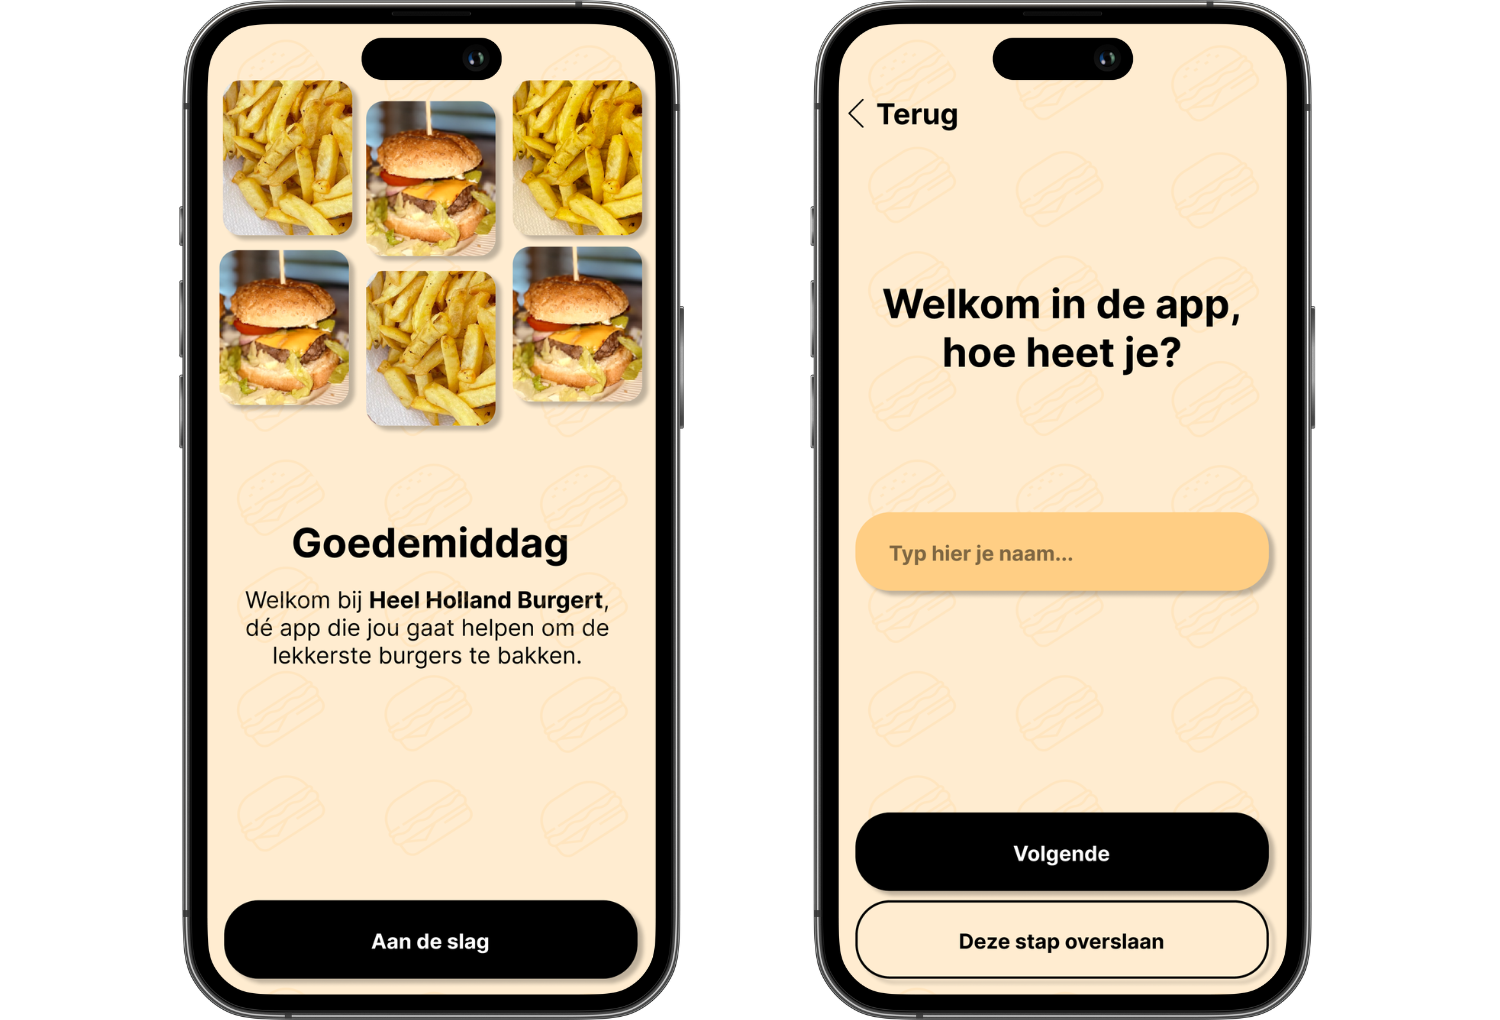 Goedemiddag
Welkom bij Heel Holland Burgert,
dé app die jou gaat helpen om de
lekkerste burgers te bakken.
Aan de slag
Terug
Welkom in de app,
hoe heet je?
Typ hier je naam...
Volgende
Deze stap overslaan